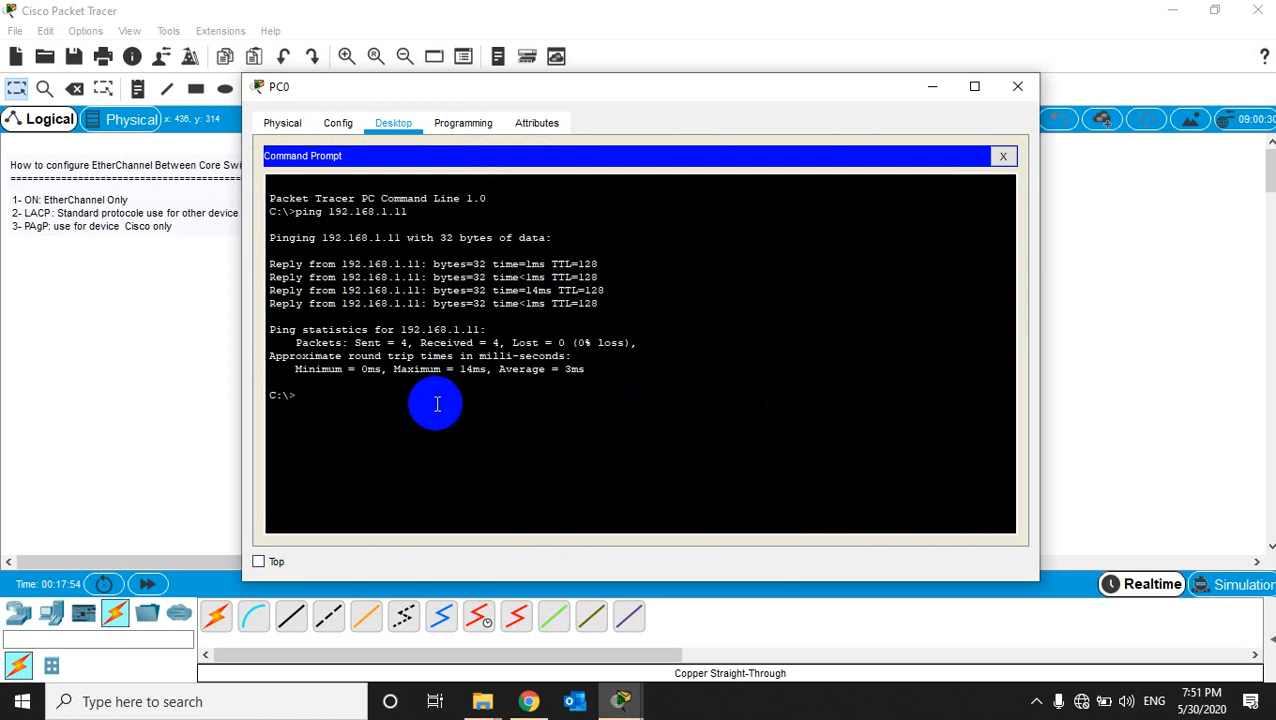 Cisco Packet Tracer
File Edit Options View Tools Extensions Help
Logical Physical x: 436, y: 314
09:00:30
How to configure EtherChannel Between Core Swi
==========================================
1- ON: EtherChannel Only
2- LACP: Standard protocole use for other device
3- PAgP: use for device Cisco only
PC0
Physical Config Desktop Programming Attributes
Command Prompt
X
Packet Tracer PC Command Line 1.0
C:\>ping 192.168.1.11
Pinging 192.168.1.11 with 32 bytes of data:
Reply from 192.168.1.11: bytes=32 time=1ms TTL=128
Reply from 192.168.1.11: bytes=32 time<1ms TTL=128
Reply from 192.168.1.11: bytes=32 time=14ms TTL=128
Reply from 192.168.1.11: bytes=32 time<1ms TTL=128
Ping statistics for 192.168.1.11:
Packets: Sent = 4, Received = 4, Lost = 0 (0% loss),
Approximate round trip times in milli-seconds:
Minimum = 0ms, Maximum = 14ms, Average = 3ms
C:\>
Top
Time: 00:17:54
Realtime Simulation
Copper Straight-Through
Type here to search
ENG
7:51 PM
5/30/2020